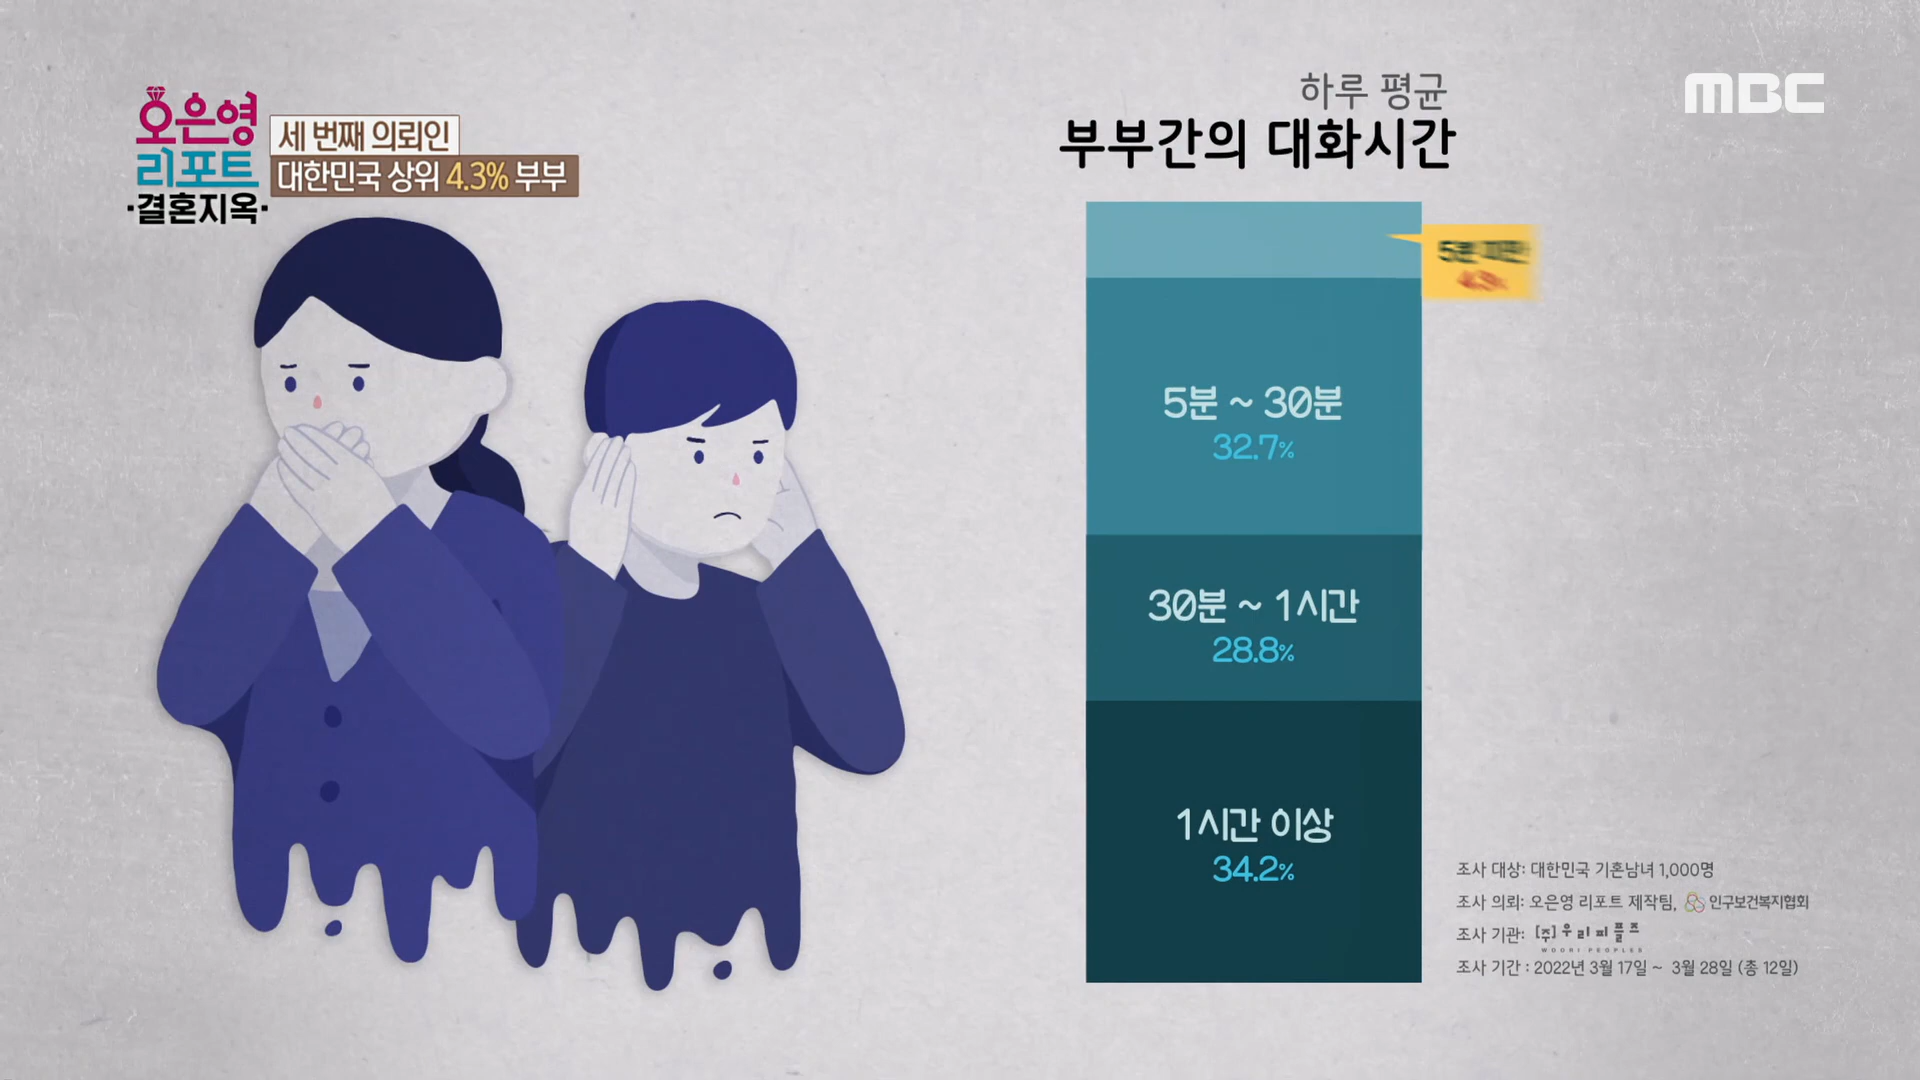 오은영
리포트
·결혼지옥·
세 번째 의뢰인
대한민국 상위 4.3% 부부
하루 평균
부부간의 대화시간
MBC
5분 미만
5분 ~ 30분
32.7%
30분 ~ 1시간
28.8%
1시간 이상
34.2%
조사 대상: 대한민국 기혼남녀 1,000명
조사 의뢰: 오은영 리포트 제작팀, 인구보건복지협회
조사 기관: [주]우리피플즈
WOORI PEOPLES
조사 기간 : 2022년 3월 17일 ~ 3월 28일 (총 12일)